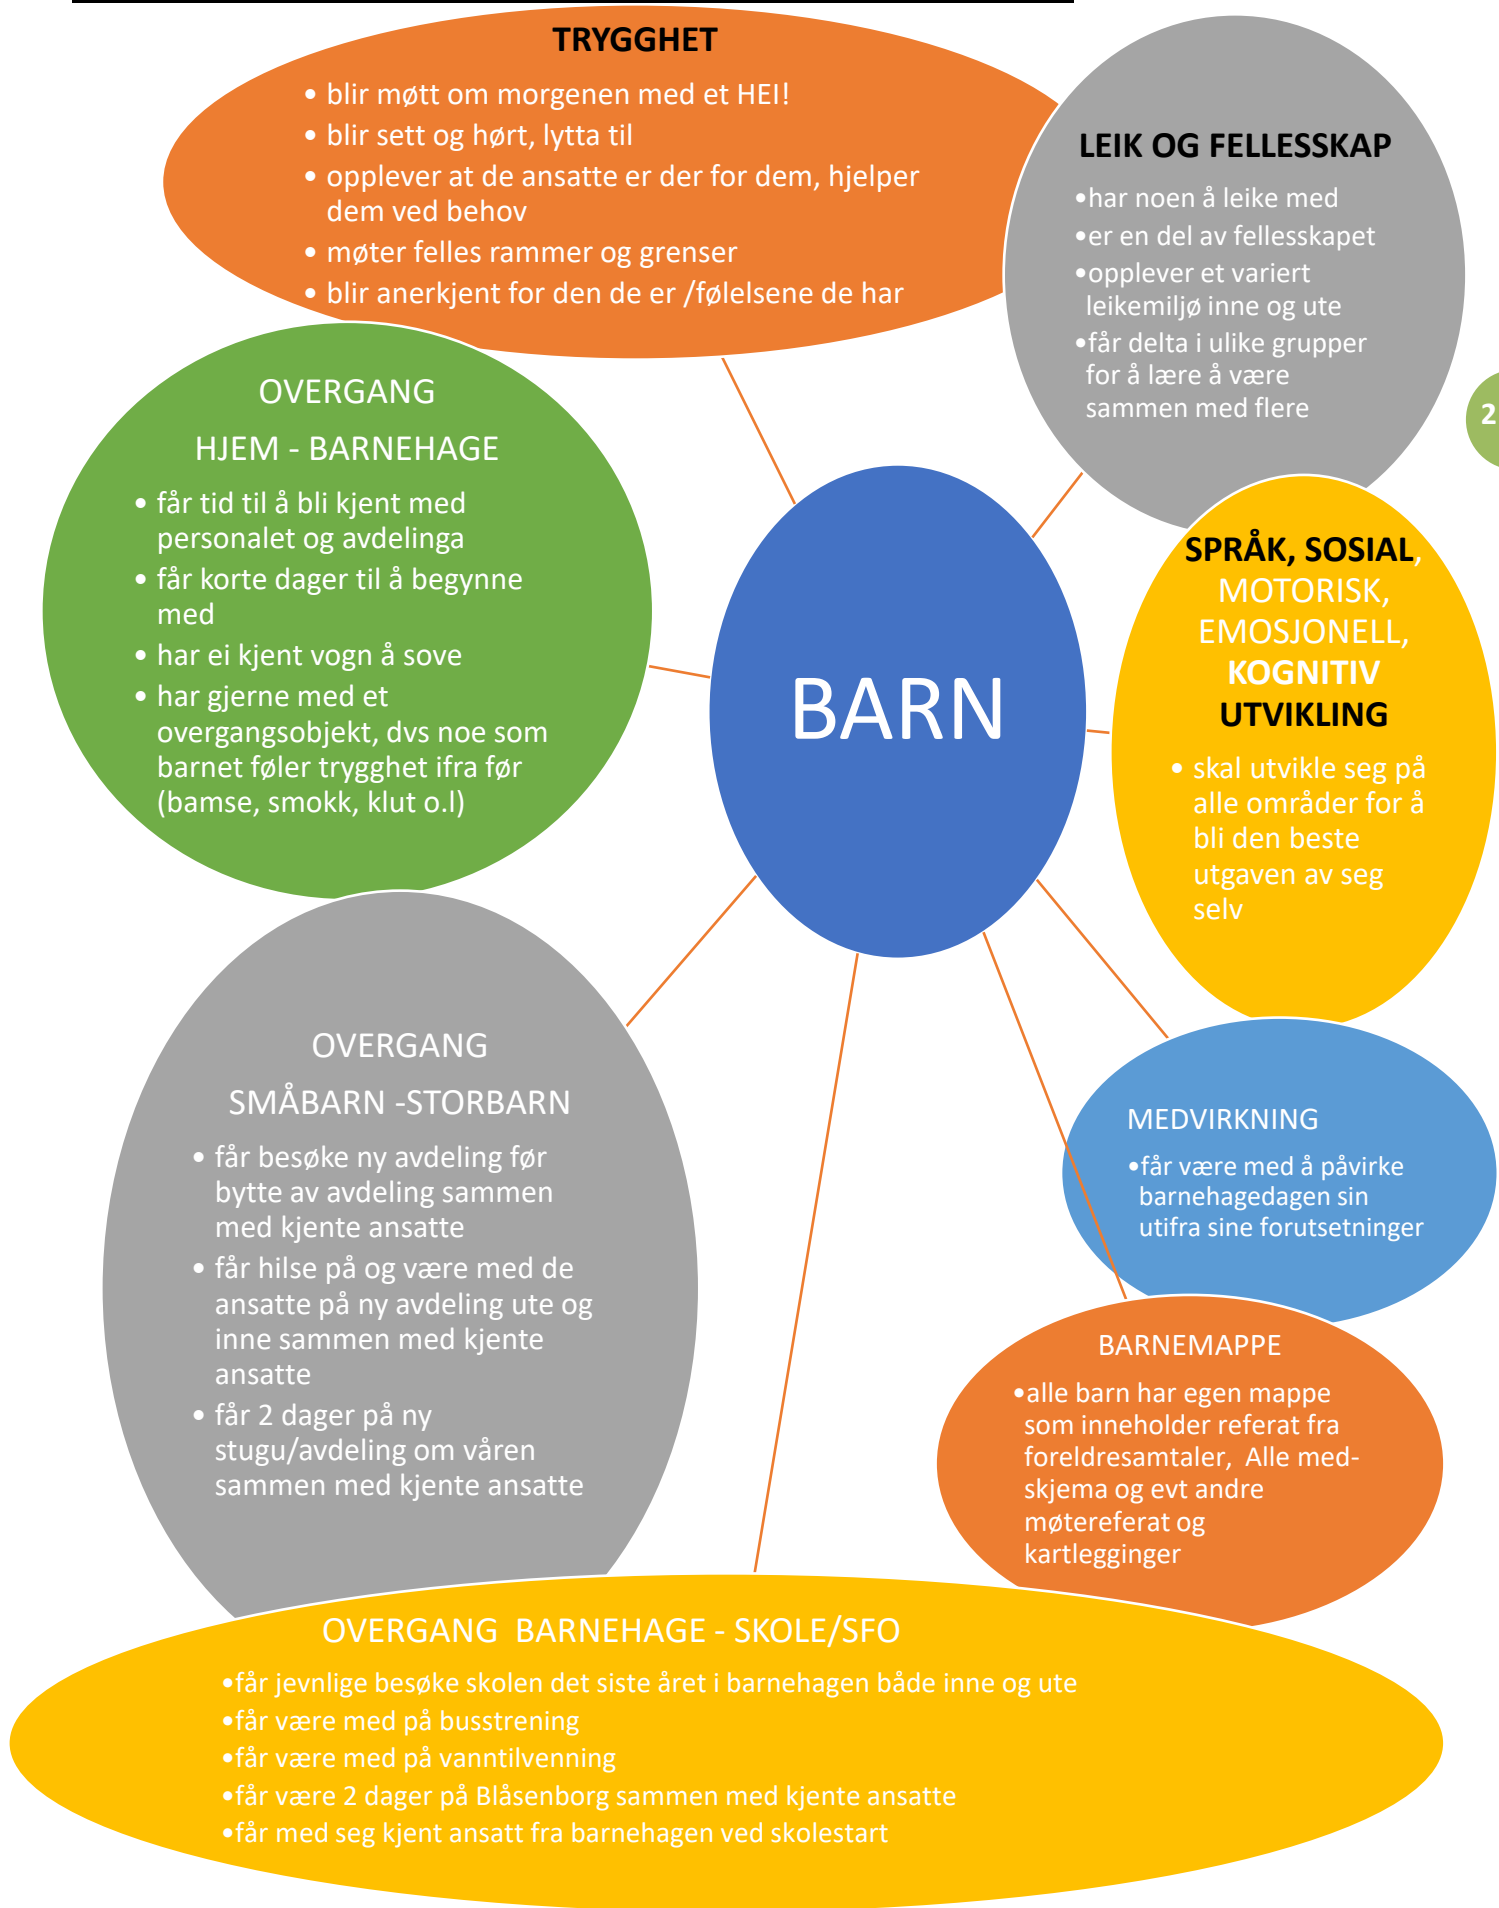 TRYGGHET
• blir møtt om morgenen med et HEI!
• blir sett og hørt, lytta til
• opplever at de ansatte er der for dem, hjelper
dem ved behov
• møter felles rammer og grenser
• blir anerkjent for den de er /følelsene de har
LEIK OG FELLESSKAP
•har noen å leike med
•er en del av fellesskapet
•opplever et variert
leikemiljø inne og ute
•får delta i ulike grupper
for å lære å være
sammen med flere
2
OVERGANG
HJEM - BARNEHAGE
• får tid til å bli kjent med
personalet og avdelinga
• får korte dager til å begynne
med
• har ei kjent vogn å sove
• har gjerne med et
overgangsobjekt, dvs noe som
barnet føler trygghet ifra før
(bamse, smokk, klut o.l)
BARN
SPRÅK, SOSIAL,
MOTORISK,
EMOSJONELL,
KOGNITIV
UTVIKLING
• skal utvikle seg på
alle områder for å
bli den beste
utgaven av seg
selv
OVERGANG
SMÅBARN -STORBARN
• får besøke ny avdeling før
bytte av avdeling sammen
med kjente ansatte
• får hilse på og være med de
ansatte på ny avdeling ute og
inne sammen med kjente
ansatte
• får 2 dager på ny
stugu/avdeling om våren
sammen med kjente ansatte
MEDVIRKNING
•får være med å påvirke
barnehagedagen sin
utifra sine forutsetninger
BARNEMAPPE
•alle barn har egen mappe
som inneholder referat fra
foreldresamtaler,  Alle med-
skjema og evt andre
møtereferat og
kartlegginger
OVERGANG  BARNEHAGE - SKOLE/SFO
•får jevnlige besøke skolen det siste året i barnehagen både inne og ute
•får være med på busstrening
•får være med på vanntilvenning
•får være 2 dager på Blåsenborg sammen med kjente ansatte
•får med seg kjent ansatt fra barnehagen ved skolestart